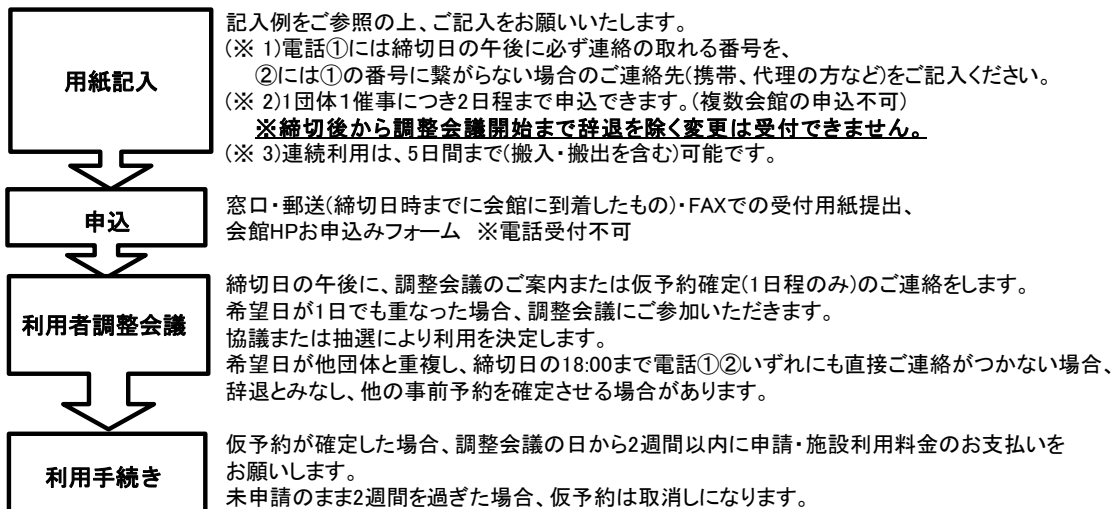 用紙記入
記入例をご参照の上、ご記入をお願いいたします。
(※ 1)電話①には締切日の午後に必ず連絡の取れる番号を、
②には①の番号に繋がらない場合のご連絡先(携帯、代理の方など)をご記入ください。
(※ 2)1団体1催事につき2日程まで申込できます。(複数会館の申込不可)
※締切後から調整会議開始まで辞退を除く変更は受付できません。
(※ 3)連続利用は、5日間まで(搬入・搬出を含む)可能です。
申込
窓口・郵送(締切日時までに会館に到着したもの)・FAXでの受付用紙提出、
会館HPお申込みフォーム ※電話受付不可
利用者調整会議
締切日の午後に、調整会議のご案内または仮予約確定(1日程のみ)のご連絡をします。
希望日が1日でも重なった場合、調整会議にご参加いただきます。
協議または抽選により利用を決定します。
希望日が他団体と重複し、締切日の18:00まで電話①②いずれにも直接ご連絡がつかない場合、
辞退とみなし、他の事前予約を確定させる場合があります。
利用手続き
仮予約が確定した場合、調整会議の日から2週間以内に申請・施設利用料金のお支払いを
お願いします。
未申請のまま2週間を過ぎた場合、仮予約は取消しになります。